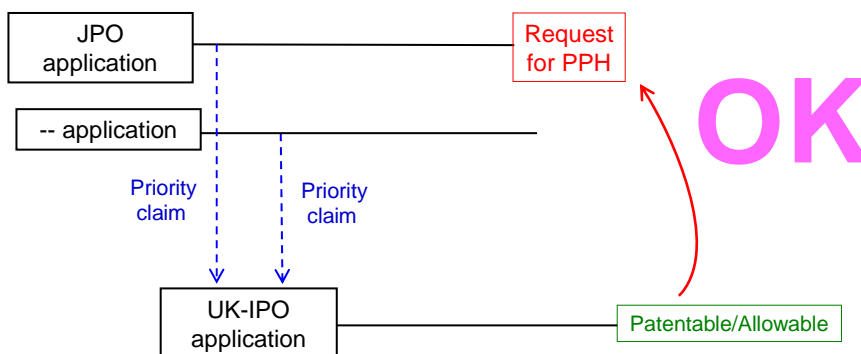 JPO
application
Request
for PPH
OK
-- application
Priority
claim
Priority
claim
UK-IPO
application
Patentable/Allowable